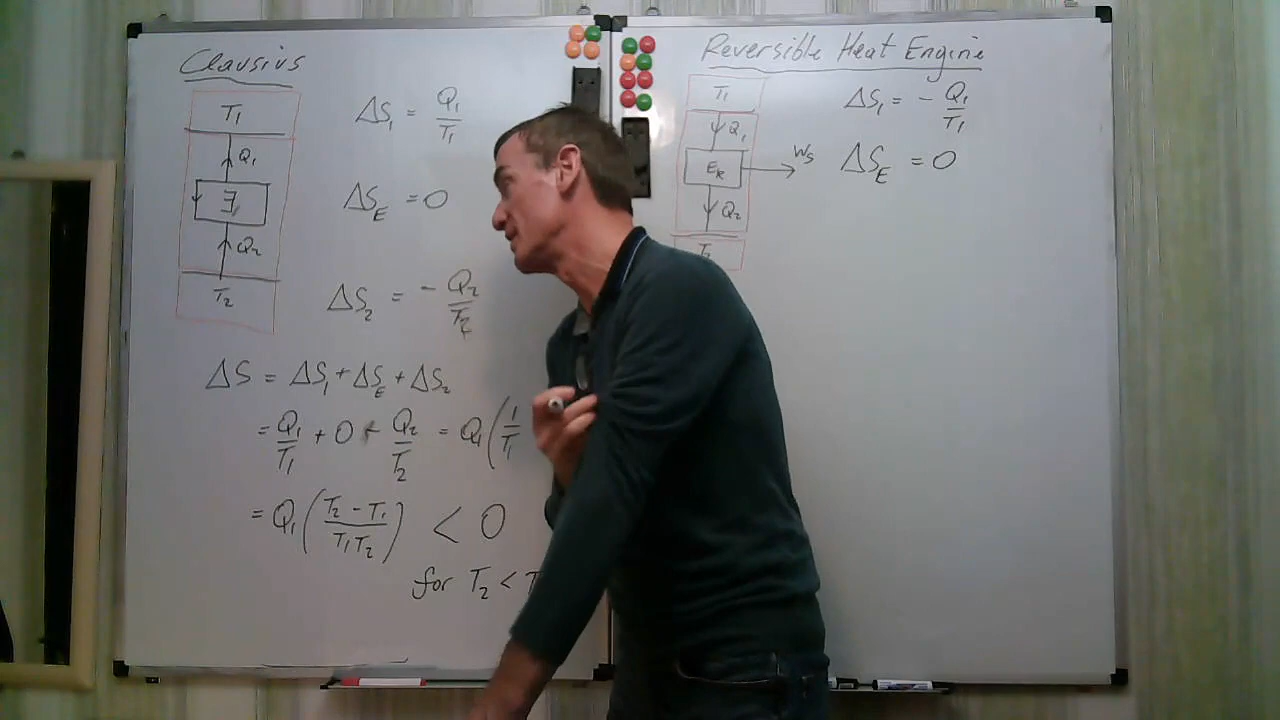 Clausius
T₁
Q₁
∃₁
Q₂
T₂
ΔS₁ = Q₁/T₁
ΔS_E = 0
ΔS₂ = - Q₂/T₂
ΔS = ΔS₁ + ΔS_E + ΔS₂
= Q₁/T₁ + 0 - Q₂/T₂ = Q₁(1/T
= Q₁((T₂ - T₁)/(T₁T₂)) < 0
for T₂ <
Reversible Heat Engine
T₁
Q₁
E_R
W_S
Q₂
T₂
ΔS₁ = - Q₁/T₁
ΔS_E = 0